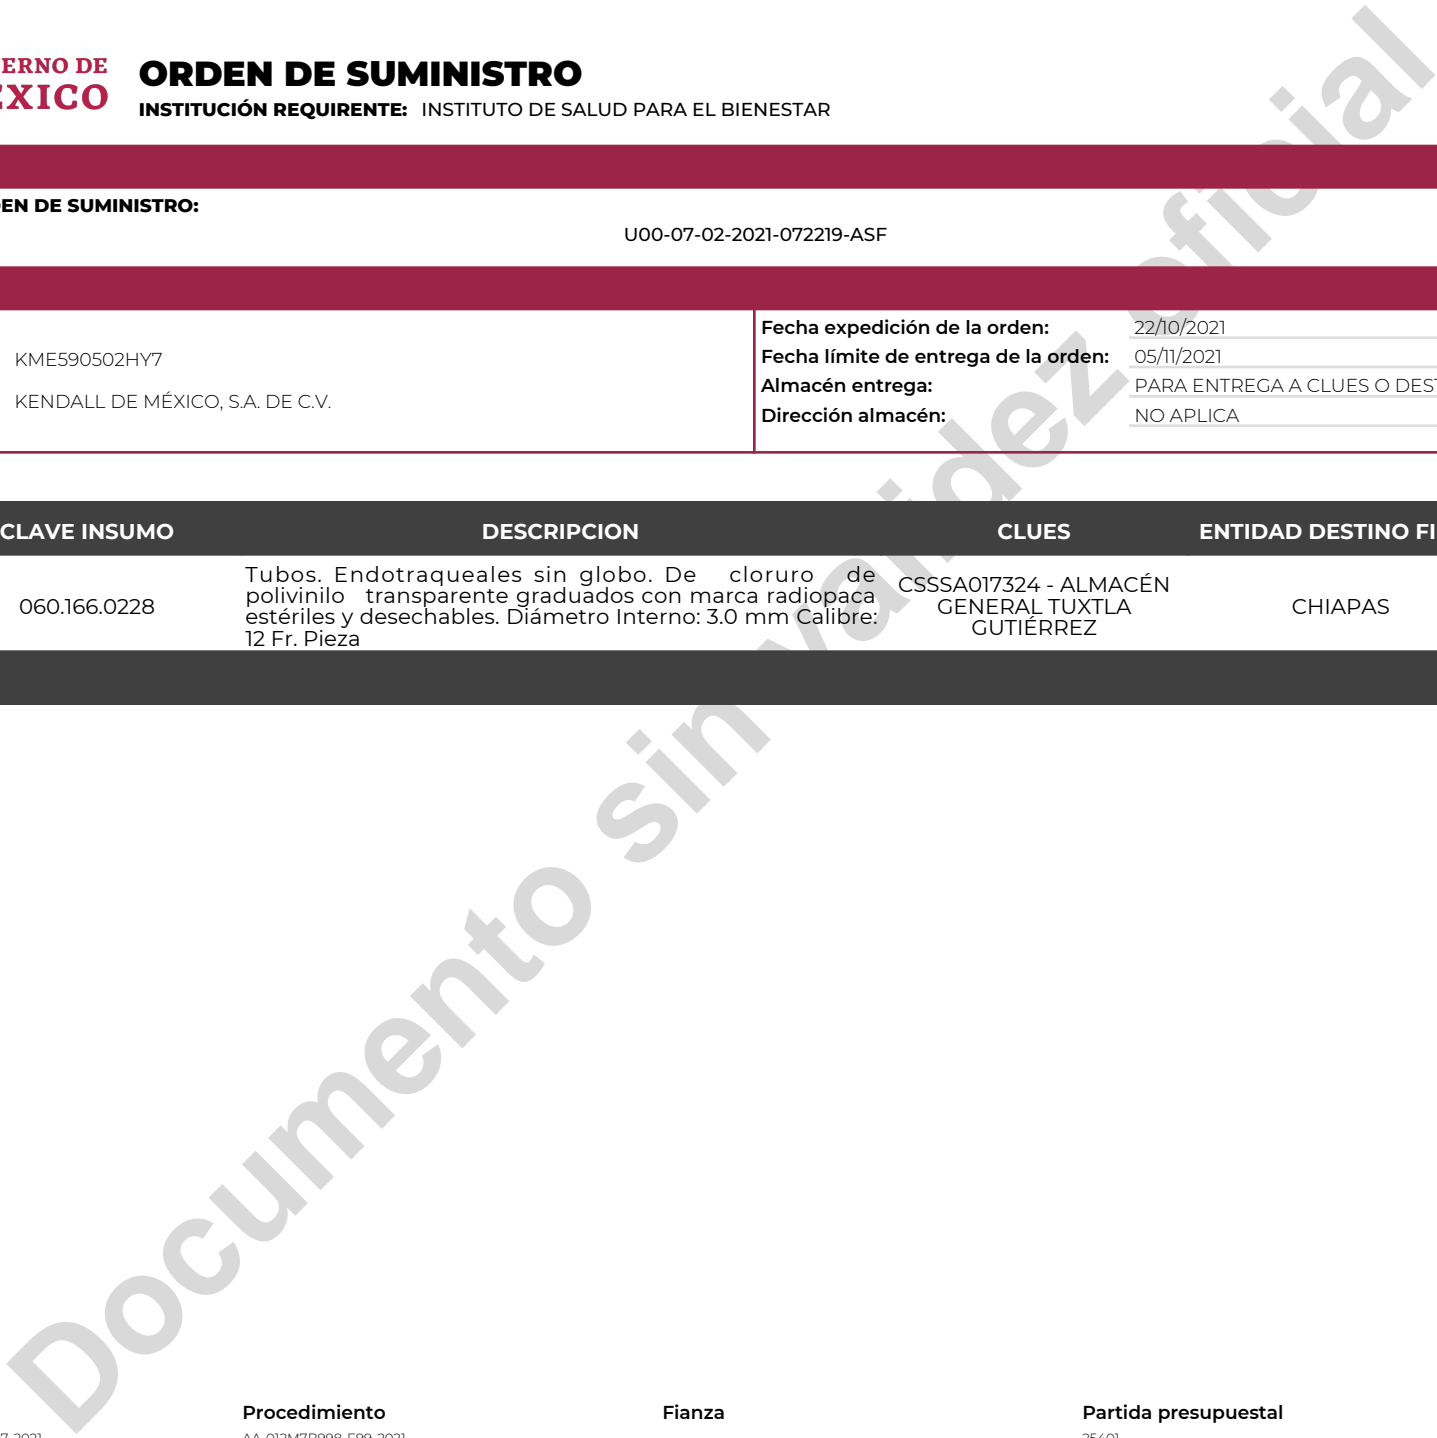 ERNO DE
ÉXICO
ORDEN DE SUMINISTRO
INSTITUCIÓN REQUIRENTE: INSTITUTO DE SALUD PARA EL BIENESTAR
EN DE SUMINISTRO:
U00-07-02-2021-072219-ASF
KME590502HY7
KENDALL DE MÉXICO, S.A. DE C.V.
Fecha expedición de la orden: 22/10/2021
Fecha límite de entrega de la orden: 05/11/2021
Almacén entrega: PARA ENTREGA A CLUES O DEST
Dirección almacén: NO APLICA
CLAVE INSUMO DESCRIPCION CLUES ENTIDAD DESTINO FI
060.166.0228
Tubos. Endotraqueales sin globo. De cloruro de
polivinilo transparente graduados con marca radiopaca
estériles y desechables. Diámetro Interno: 3.0 mm Calibre:
12 Fr. Pieza
CSSSA017324 - ALMACÉN
GENERAL TUXTLA
GUTIÉRREZ
CHIAPAS
Documento sin validez oficial
Procedimiento Fianza Partida presupuestal